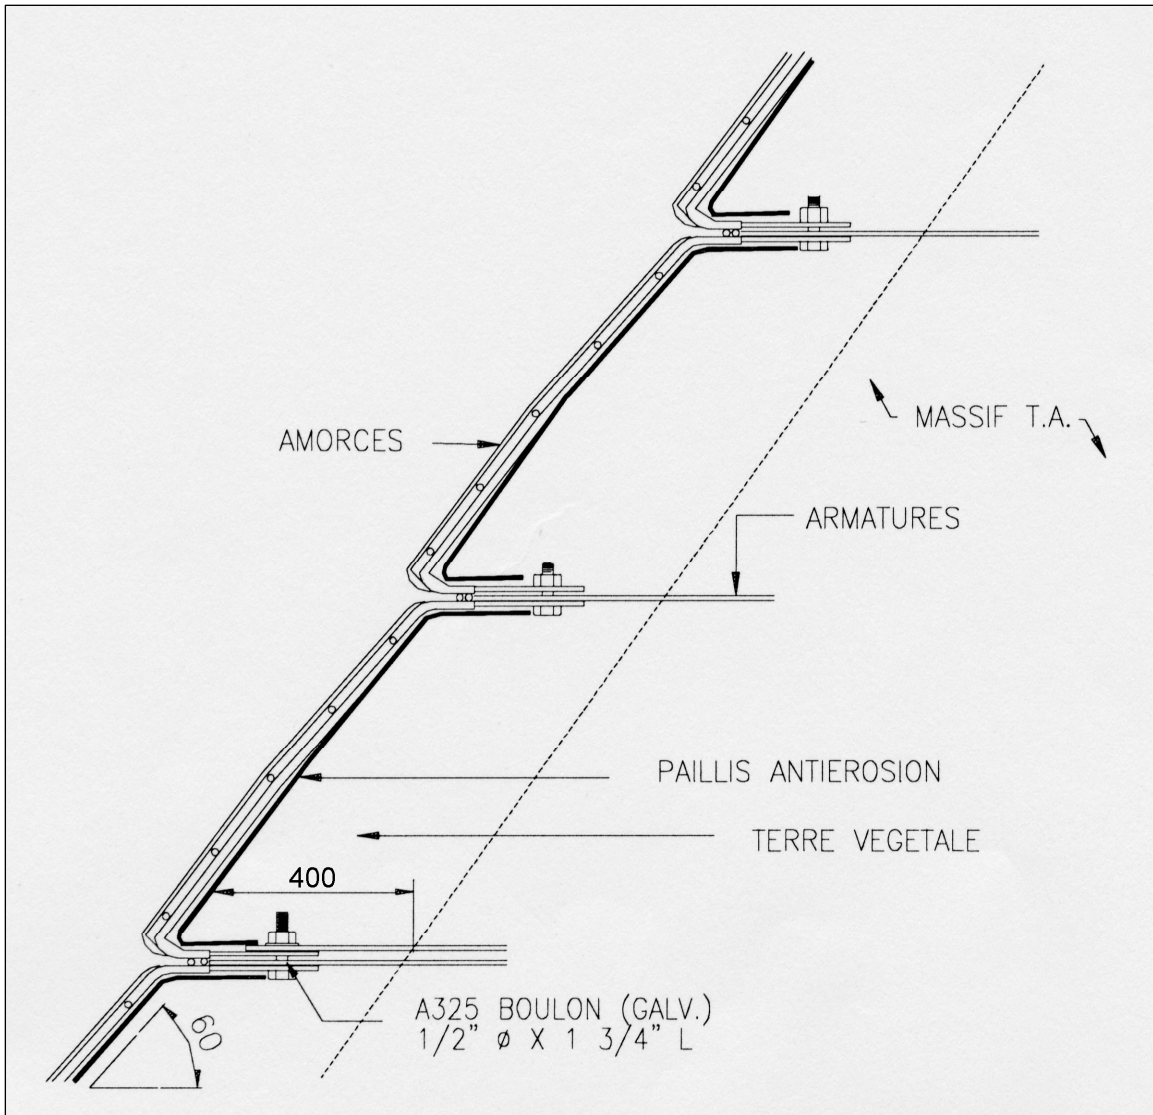 AMORCES
MASSIF T.A.
ARMATURES
PAILLIS ANTIEROSION
TERRE VEGETALE
400
A325 BOULON (GALV.)
1/2" Ø X 1 3/4" L
60